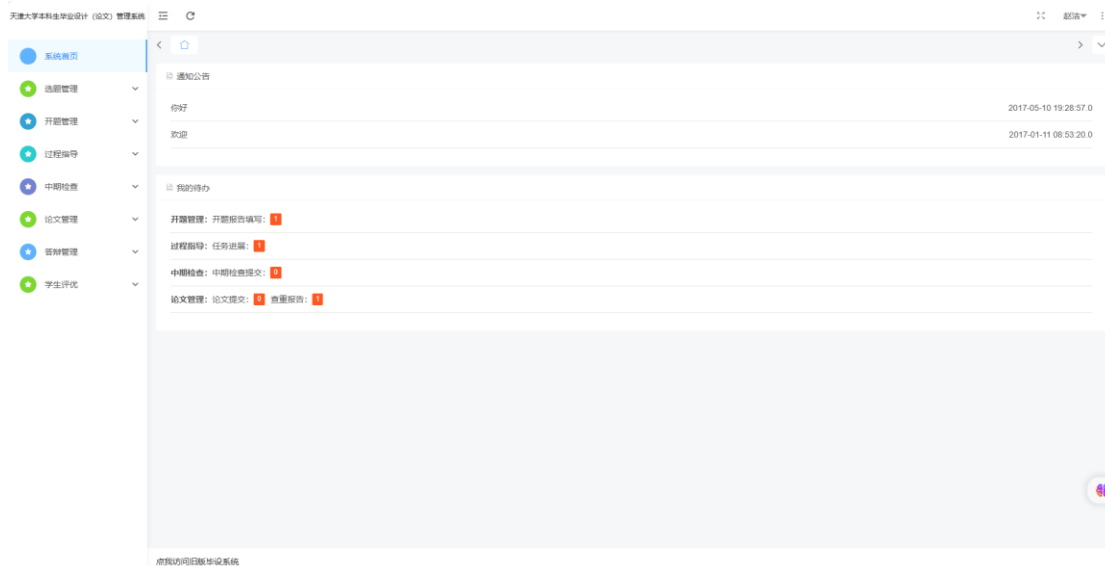 天津大学本科生毕业设计（论文）管理系统
赵洁
系统首页
选题管理
开题管理
过程指导
中期检查
论文管理
答辩管理
学生评优
通知公告
你好 2017-05-10 19:28:57.0
欢迎 2017-01-11 08:53:20.0
我的待办
开题管理：开题报告填写：1
过程指导：任务进展：1
中期检查：中期检查提交：0
论文管理：论文提交：0 查重报告：1
点我访问旧版毕设系统